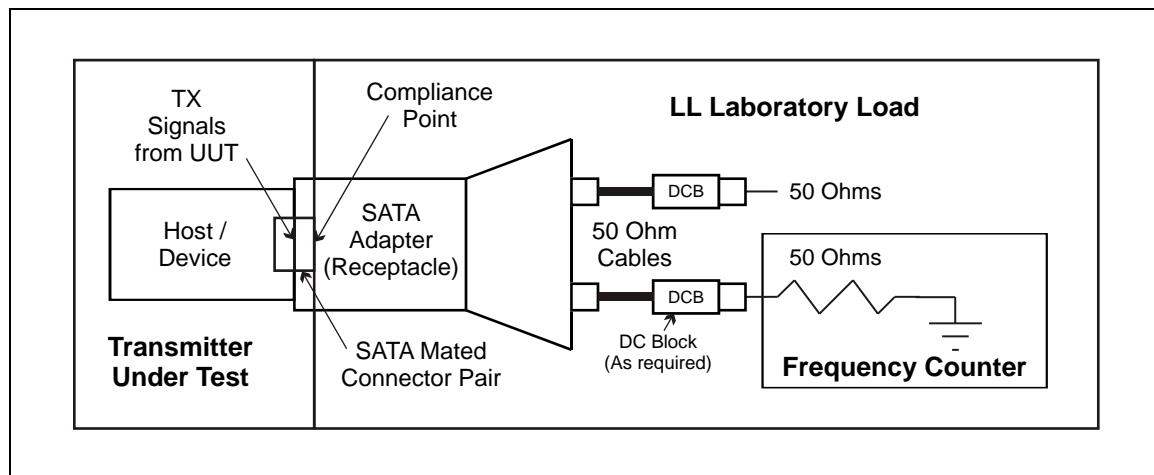 TX
Signals
from UUT
Compliance
Point
LL Laboratory Load
Host /
Device
SATA
Adapter
(Receptacle)
50 Ohm
Cables
DCB
50 Ohms
DCB
50 Ohms
DC Block
(As required)
Frequency Counter
Transmitter
Under Test
SATA Mated
Connector Pair